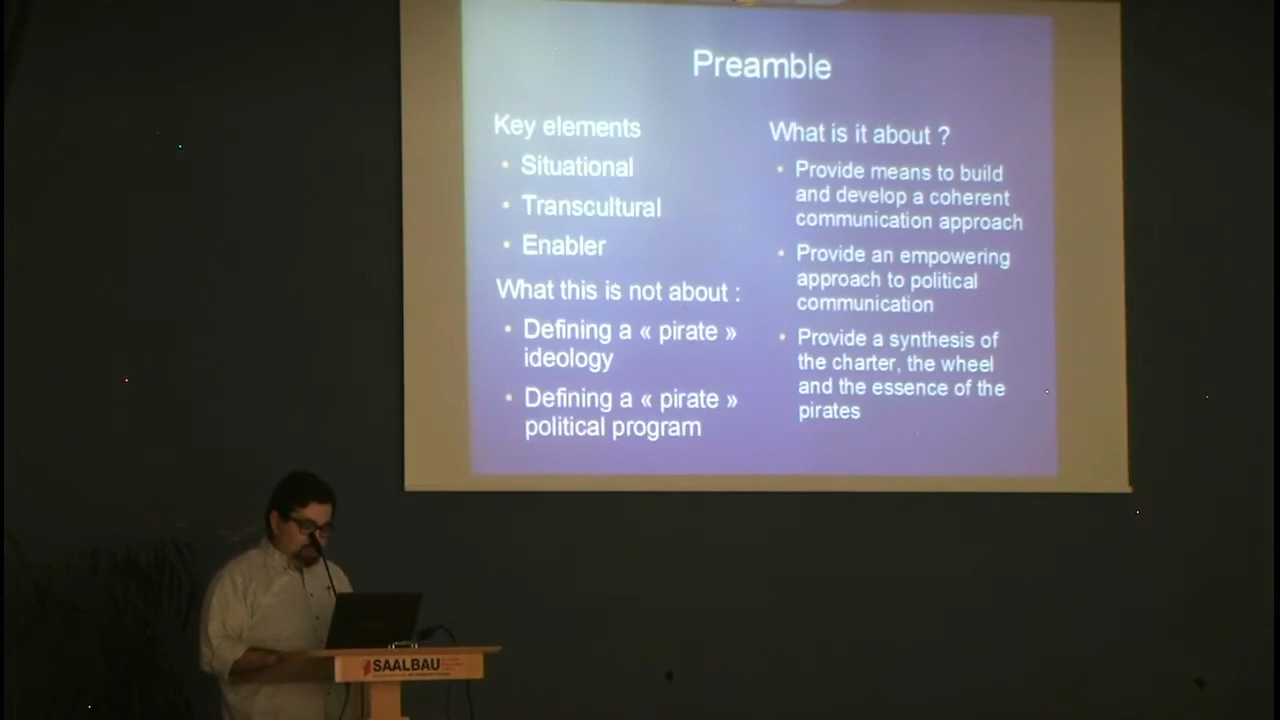 Preamble
Key elements
• Situational
• Transcultural
• Enabler
What this is not about :
• Defining a « pirate »
ideology
• Defining a « pirate »
political program
What is it about ?
• Provide means to build
and develop a coherent
communication approach
• Provide an empowering
approach to political
communication
• Provide a synthesis of
the charter, the wheel
and the essence of the
pirates
SAALBAU